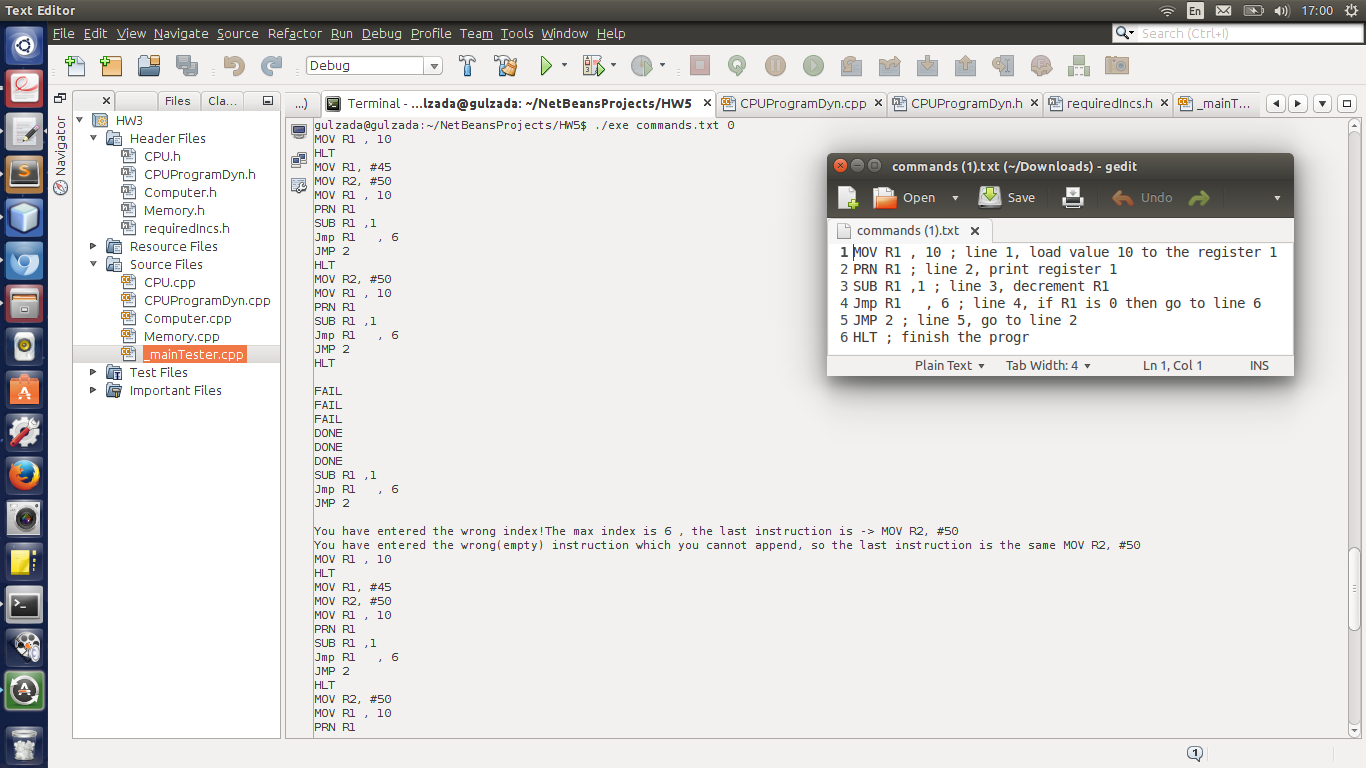 Text Editor
En
17:00
File Edit View Navigate Source Refactor Run Debug Profile Team Tools Window Help
Search (Ctrl+I)
Debug
Files
Cla...
...)
Terminal - ...lzada@gulzada: ~/NetBeansProjects/HW5
CPUProgramDyn.cpp
CPUProgramDyn.h
requiredIncs.h
_mainT...
Navigator
HW3
Header Files
CPU.h
CPUProgramDyn.h
Computer.h
Memory.h
requiredIncs.h
Resource Files
Source Files
CPU.cpp
CPUProgramDyn.cpp
Computer.cpp
Memory.cpp
_mainTester.cpp
Test Files
Important Files
gulzada@gulzada:~/NetBeansProjects/HW5$ ./exe commands.txt 0
MOV R1 , 10
HLT
MOV R1, #45
MOV R2, #50
MOV R1 , 10
PRN R1
SUB R1 ,1
Jmp R1   , 6
JMP 2
HLT
MOV R2, #50
MOV R1 , 10
PRN R1
SUB R1 ,1
Jmp R1   , 6
JMP 2
HLT
FAIL
FAIL
FAIL
DONE
DONE
DONE
SUB R1 ,1
Jmp R1   , 6
JMP 2
You have entered the wrong index!The max index is 6 , the last instruction is -> MOV R2, #50
You have entered the wrong(empty) instruction which you cannot append, so the last instruction is the same MOV R2, #50
MOV R1 , 10
HLT
MOV R1, #45
MOV R2, #50
MOV R1 , 10
PRN R1
SUB R1 ,1
Jmp R1   , 6
JMP 2
HLT
MOV R2, #50
MOV R1 , 10
PRN R1
commands (1).txt (~/Downloads) - gedit
Open
Save
Undo
commands (1).txt
1 MOV R1 , 10 ; line 1, load value 10 to the register 1
2 PRN R1 ; line 2, print register 1
3 SUB R1 ,1 ; line 3, decrement R1
4 Jmp R1   , 6 ; line 4, if R1 is 0 then go to line 6
5 JMP 2 ; line 5, go to line 2
6 HLT ; finish the progr
Plain Text
Tab Width: 4
Ln 1, Col 1
INS
1